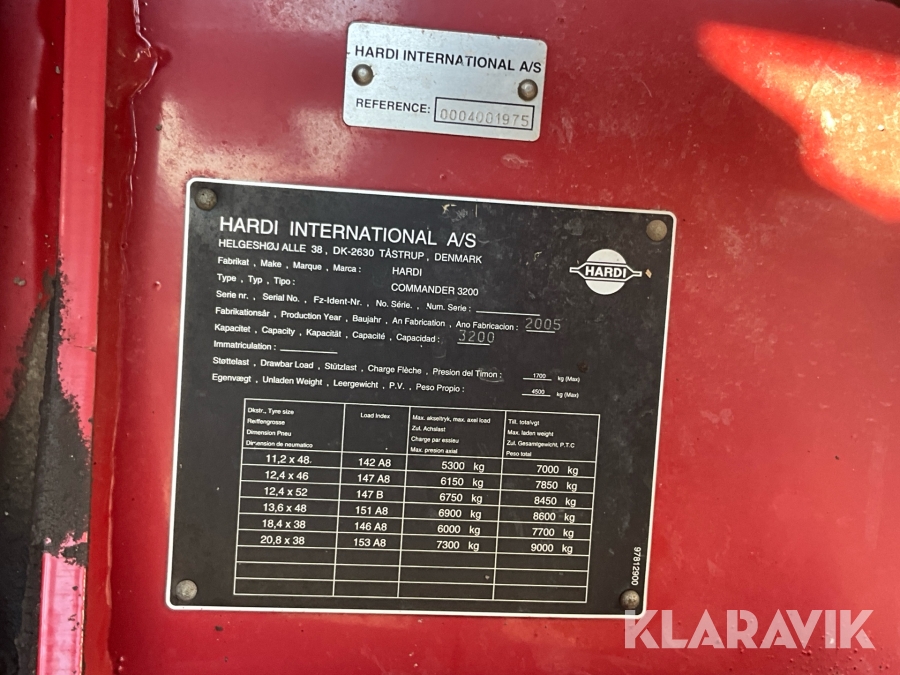 HARDI INTERNATIONAL A/S
REFERENCE: 0004001975
HARDI INTERNATIONAL A/S
HELGESHØJ ALLE 38, DK-2630 TÅSTRUP, DENMARK
HARDI
Fabrikat, Make, Marque, Marca: HARDI
Type, Typ, Tipo: COMMANDER 3200
Serie nr., Serial No., Fz-Ident-Nr., No. Série., Num. Serie:
Fabrikationsår, Production Year, Baujahr, An Fabrication, Ano Fabricacion: 2005
Kapacitet, Capacity, Kapacität, Capacité, Capacidad: 3200
Immatriculation:
Støttelast, Drawbar Load, Stützlast, Charge Flèche, Presion del Timon: 1700 kg (Max)
Egenvægt, Unladen Weight, Leergewicht, P.V., Peso Propio: 4500 kg (Max)
Dkstr., Tyre size Load Index Max. akseltryk, max. axel load Till. totalvgt
Reiffengrosse Zul. Achslast Max. laden weight
Dimension Pneu Charge par essieu Zul. Gesamtgewicht, P.T.C
Dimension de neumatico Max. presion axial Peso total
11,2 x 48. 142 A8 5300 kg 7000 kg
12,4 x 46 147 A8 6150 kg 7850 kg
12,4 x 52 147 B 6750 kg 8450 kg
13,6 x 48 151 A8 6900 kg 8600 kg
18,4 x 38 146 A8 6000 kg 7700 kg
20,8 x 38 153 A8 7300 kg 9000 kg
97812900
KLARAVIK